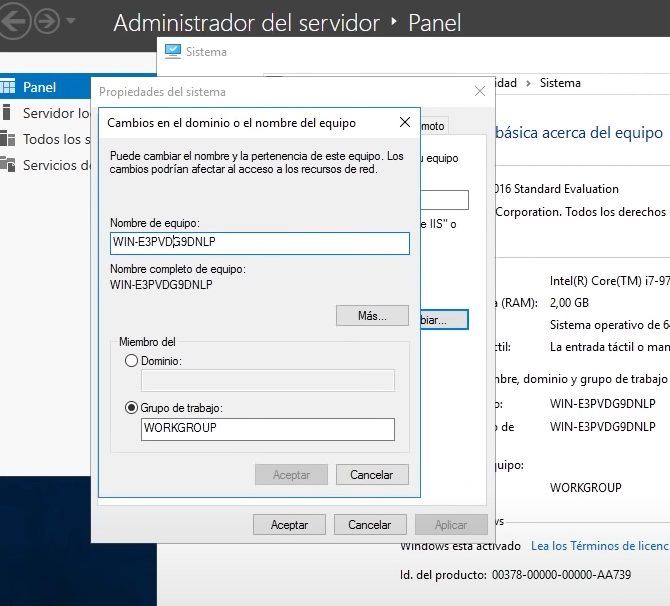 Administrador del servidor ‣ Panel
Sistema
Panel
Servidor lo
Todos los s
Servicios de
Propiedades del sistema
idad > Sistema
moto
básica acerca del equipo
Cambios en el dominio o el nombre del equipo
Puede cambiar el nombre y la pertenencia de este equipo. Los
cambios podrían afectar al acceso a los recursos de red.
u equipo
e IIS" o
016 Standard Evaluation
Corporation. Todos los derechos
Nombre de equipo:
WIN-E3PVDG9DNLP
Nombre completo de equipo:
WIN-E3PVDG9DNLP
Más...
biar...
Intel(R) Core(TM) i7-97
(RAM): 2,00 GB
Sistema operativo de 6
til: La entrada táctil o man
Miembro del
Dominio:
Grupo de trabajo:
WORKGROUP
Aceptar
Cancelar
bre, dominio y grupo de trabajo
o: WIN-E3PVDG9DNLP
o de WIN-E3PVDG9DNLP
quipo:
WORKGROUP
Aceptar
Cancelar
Aplicar
ws
Windows está activado Lea los Términos de licenc
Id. del producto: 00378-00000-00000-AA739